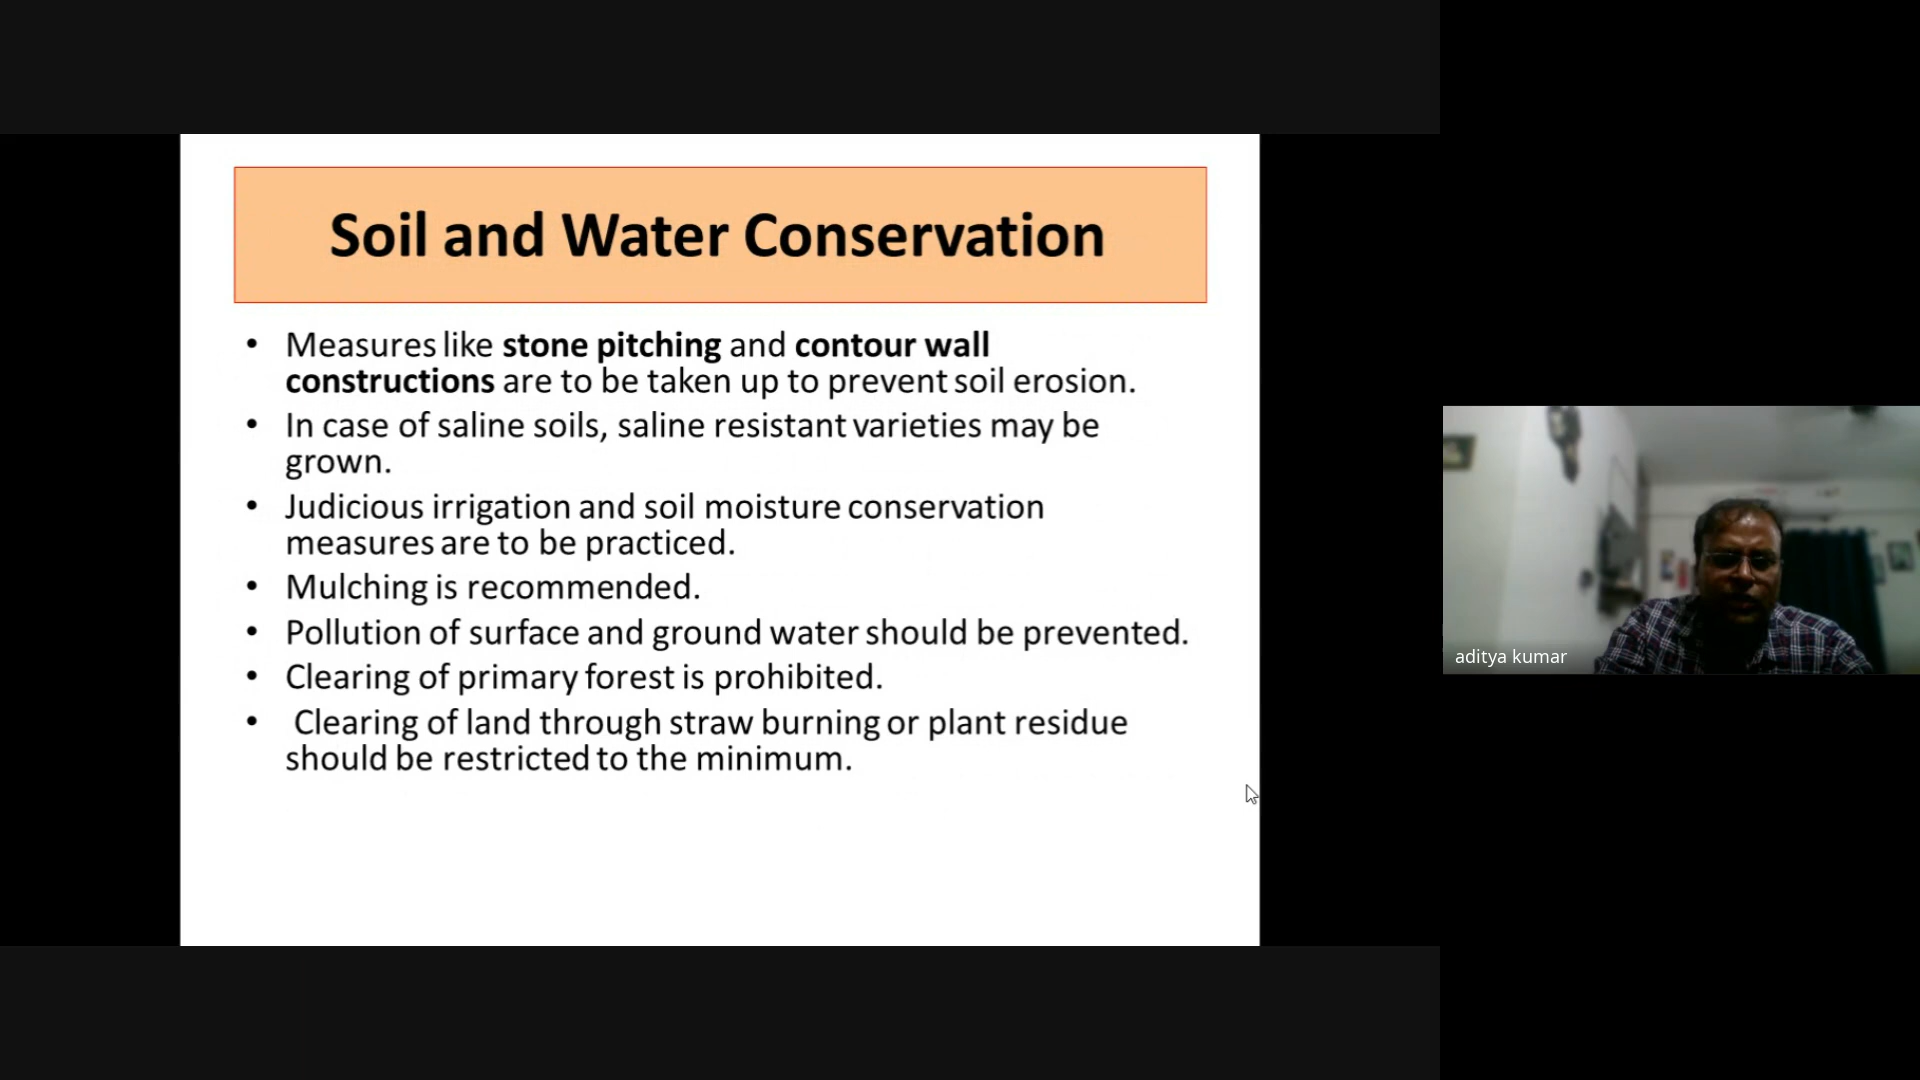 Soil and Water Conservation
• Measures like stone pitching and contour wall
constructions are to be taken up to prevent soil erosion.
• In case of saline soils, saline resistant varieties may be
grown.
• Judicious irrigation and soil moisture conservation
measures are to be practiced.
• Mulching is recommended.
• Pollution of surface and ground water should be prevented.
• Clearing of primary forest is prohibited.
• Clearing of land through straw burning or plant residue
should be restricted to the minimum.
aditya kumar